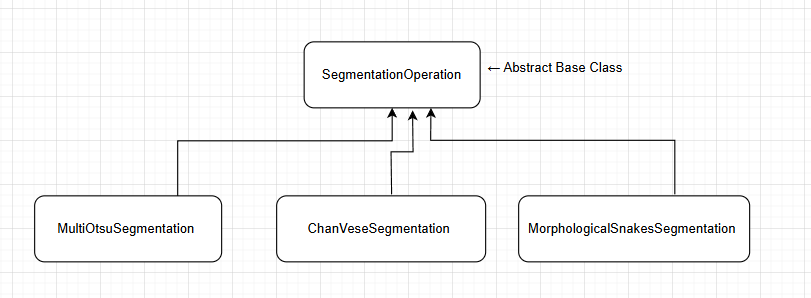 SegmentationOperation
← Abstract Base Class
MultiOtsuSegmentation
ChanVeseSegmentation
MorphologicalSnakesSegmentation